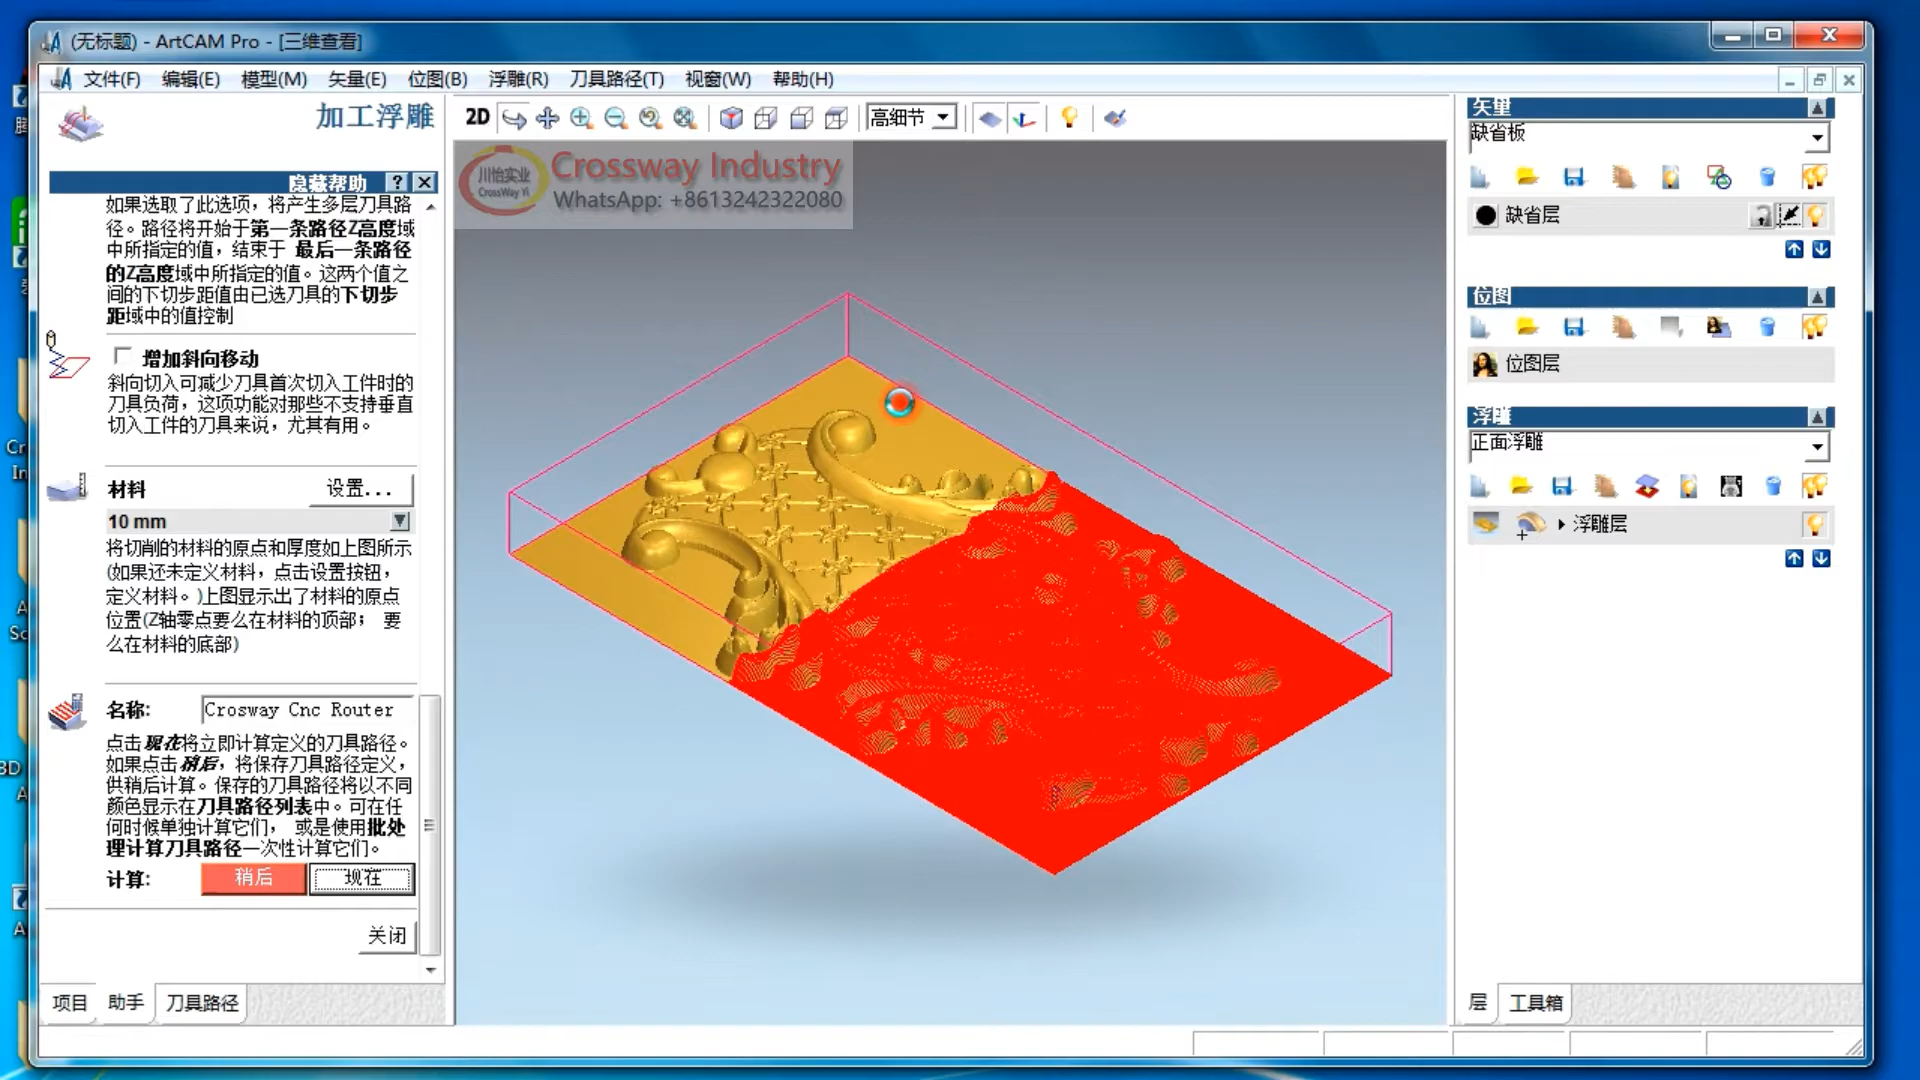 (无标题) - ArtCAM Pro - [三维查看]
文件(F) 编辑(E) 模型(M) 矢量(E) 位图(B) 浮雕(R) 刀具路径(T) 视窗(W) 帮助(H)
加工浮雕
2D
高细节
隐藏帮助
如果选取了此选项，将产生多层刀具路
径。路径将开始于第一条路径Z高度域
中所指定的值，结束于 最后一条路径
的Z高度域中所指定的值。这两个值之
间的下切步距值由已选刀具的下切步
距域中的值控制
增加斜向移动
斜向切入可减少刀具首次切入工件时的
刀具负荷，这项功能对那些不支持垂直
切入工件的刀具来说，尤其有用。
材料
设置...
10 mm
将切削的材料的原点和厚度如上图所示
(如果还未定义材料，点击设置按钮，
定义材料。)上图显示出了材料的原点
位置(Z轴零点要么在材料的顶部； 要
么在材料的底部)
名称:
Crosway Cnc Router
点击现在将立即计算定义的刀具路径。
如果点击稍后，将保存刀具路径定义，
供稍后计算。保存的刀具路径将以不同
颜色显示在刀具路径列表中。可在任
何时候单独计算它们， 或是使用批处
理计算刀具路径一次性计算它们。
计算:
稍后
现在
关闭
项目
助手
刀具路径
川怡实业
CrossWay Yi
Crossway Industry
WhatsApp: +8613242322080
矢量
缺省板
缺省层
位图
位图层
浮雕
正面浮雕
浮雕层
层
工具箱